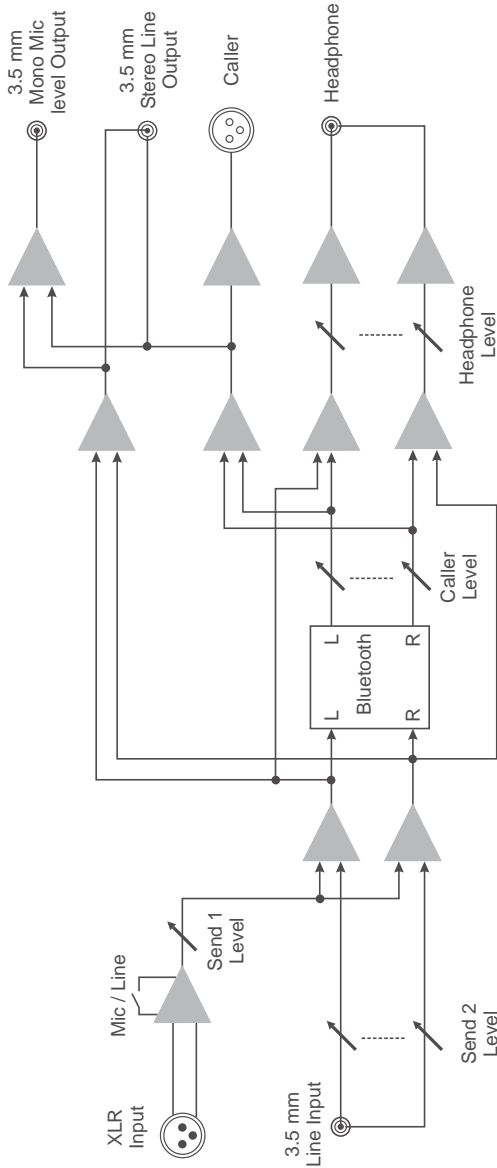 XLR
Input
Mic / Line
Send 1
Level
3.5 mm
Line Input
Send 2
Level
L
L
Bluetooth
R
R
Caller
Level
Headphone
Level
3.5 mm
Mono Mic
level Output
3.5 mm
Stereo Line
Output
Caller
Headphone